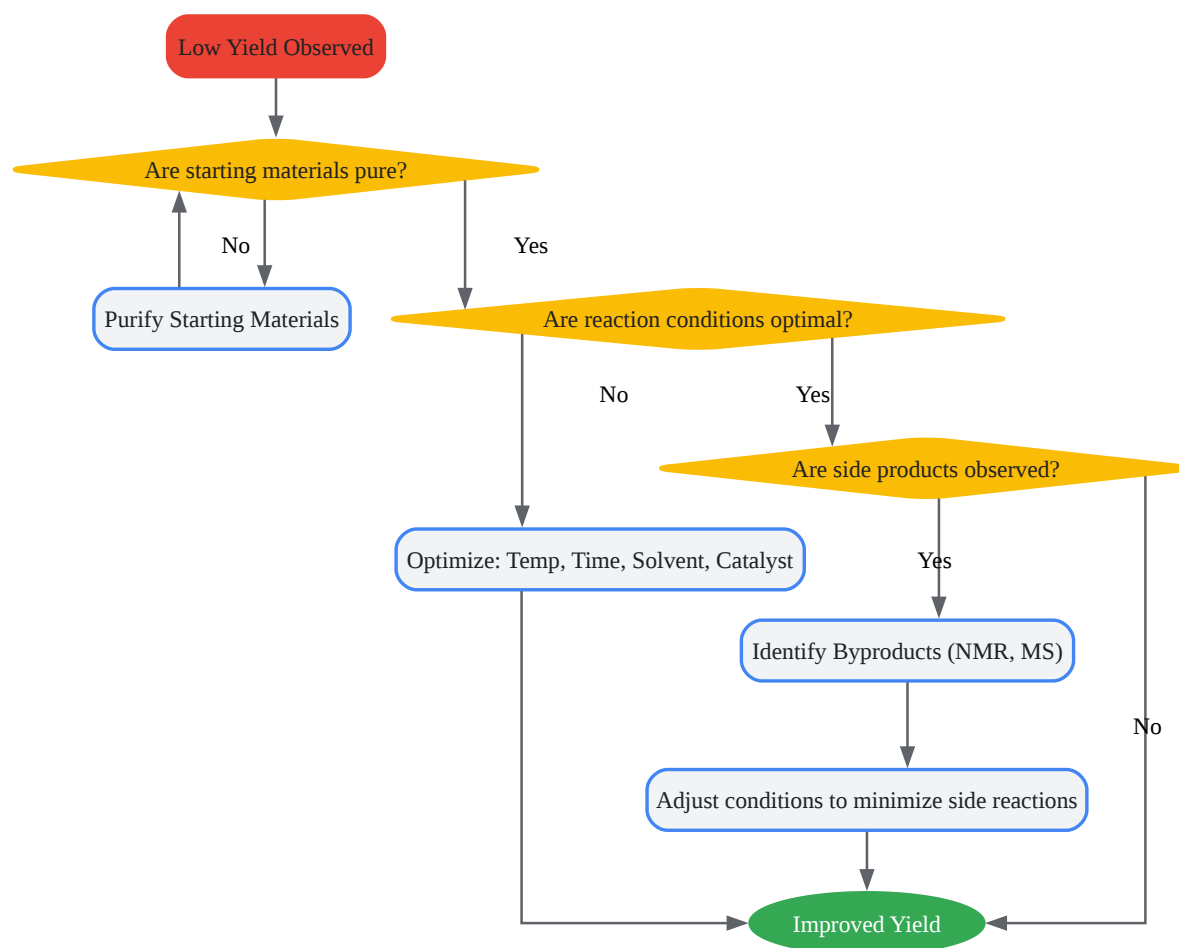 Low Yield Observed
Are starting materials pure?
No
Yes
Purify Starting Materials
Are reaction conditions optimal?
No
Yes
Are side products observed?
Optimize: Temp, Time, Solvent, Catalyst
Yes
Identify Byproducts (NMR, MS)
No
Adjust conditions to minimize side reactions
Improved Yield